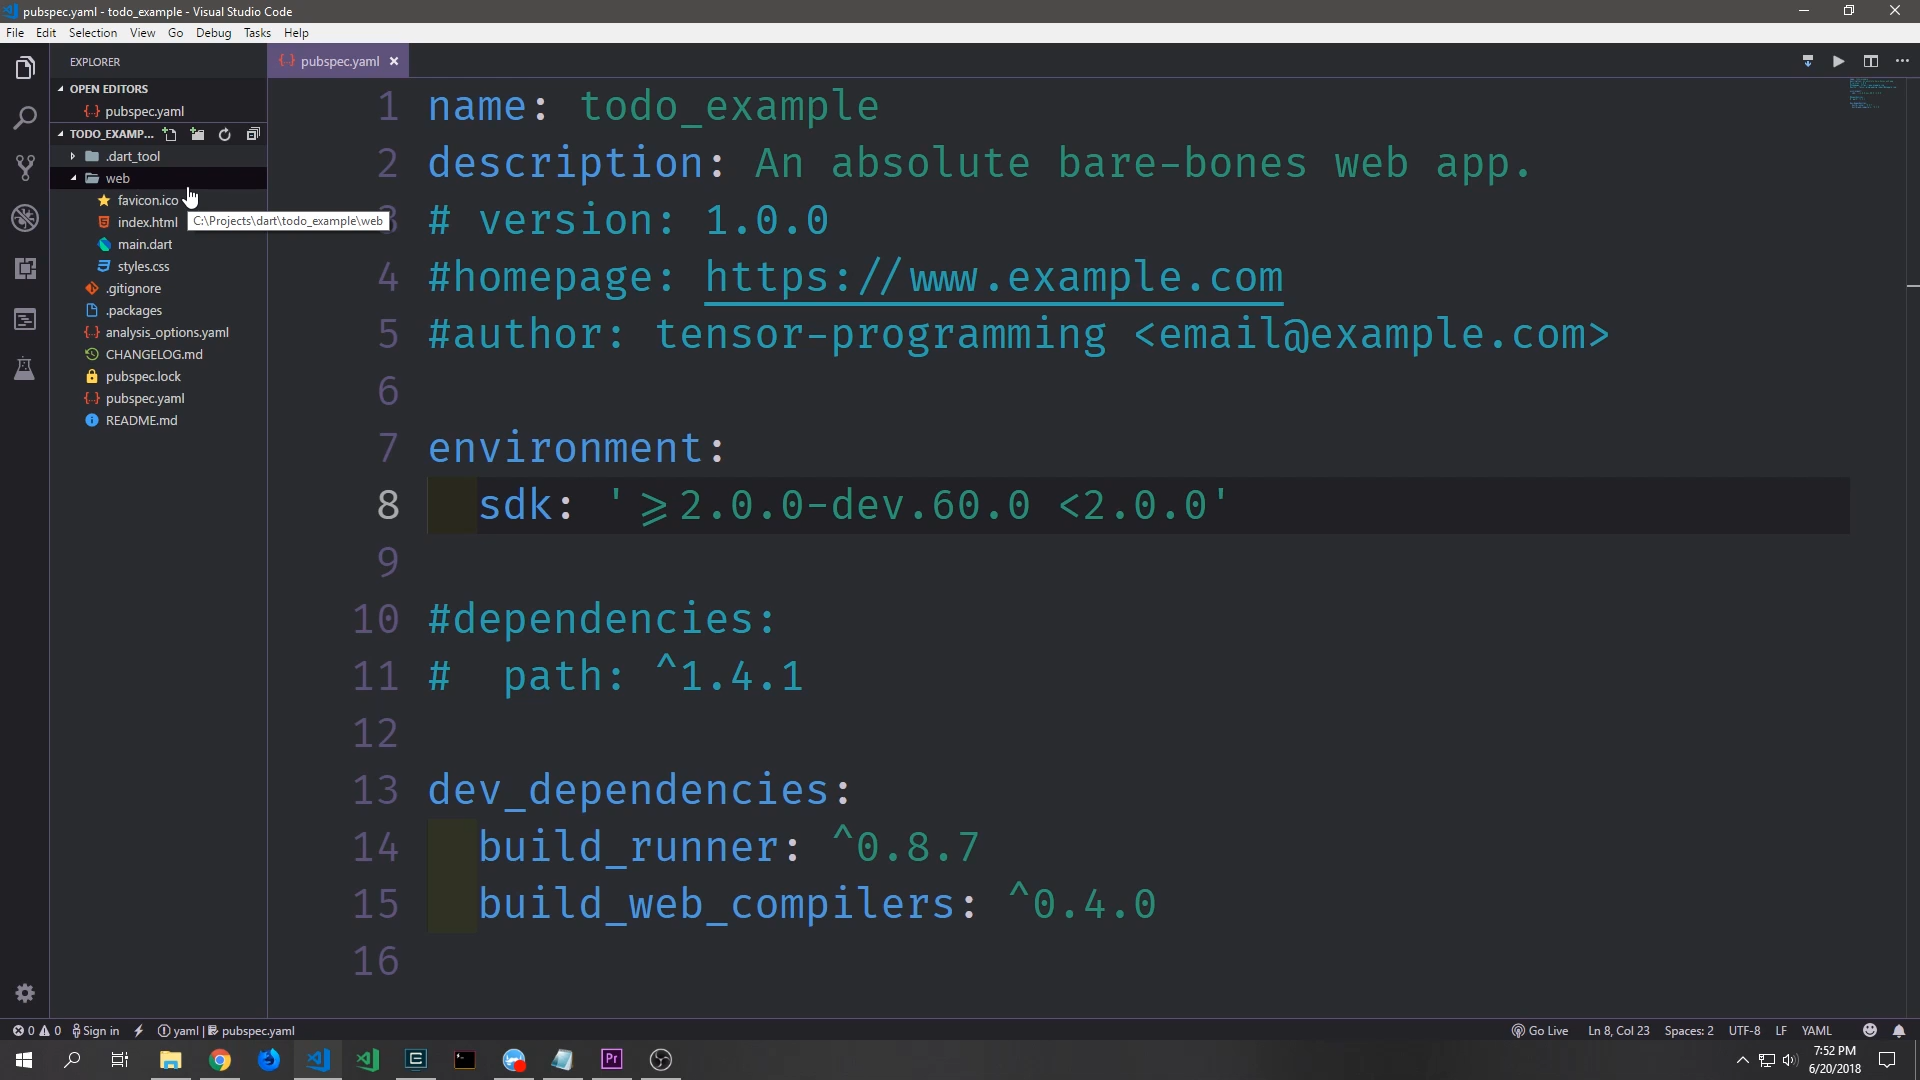 pubspec.yaml - todo_example - Visual Studio Code
File Edit Selection View Go Debug Tasks Help
EXPLORER
OPEN EDITORS
pubspec.yaml
TODO_EXAMP...
.dart_tool
web
favicon.ico
index.html
main.dart
styles.css
.gitignore
.packages
analysis_options.yaml
CHANGELOG.md
pubspec.lock
pubspec.yaml
README.md
C:\Projects\dart\todo_example\web
pubspec.yaml
1 name: todo_example
2 description: An absolute bare-bones web app.
3 # version: 1.0.0
4 #homepage: https://www.example.com
5 #author: tensor-programming <email@example.com>
6
7 environment:
8 sdk: '>=2.0.0-dev.60.0 <2.0.0'
9
10 #dependencies:
11 #  path: ^1.4.1
12
13 dev_dependencies:
14 build_runner: ^0.8.7
15 build_web_compilers: ^0.4.0
16
0 0 Sign in yaml | pubspec.yaml
Go Live Ln 8, Col 23 Spaces: 2 UTF-8 LF YAML
7:52 PM
6/20/2018